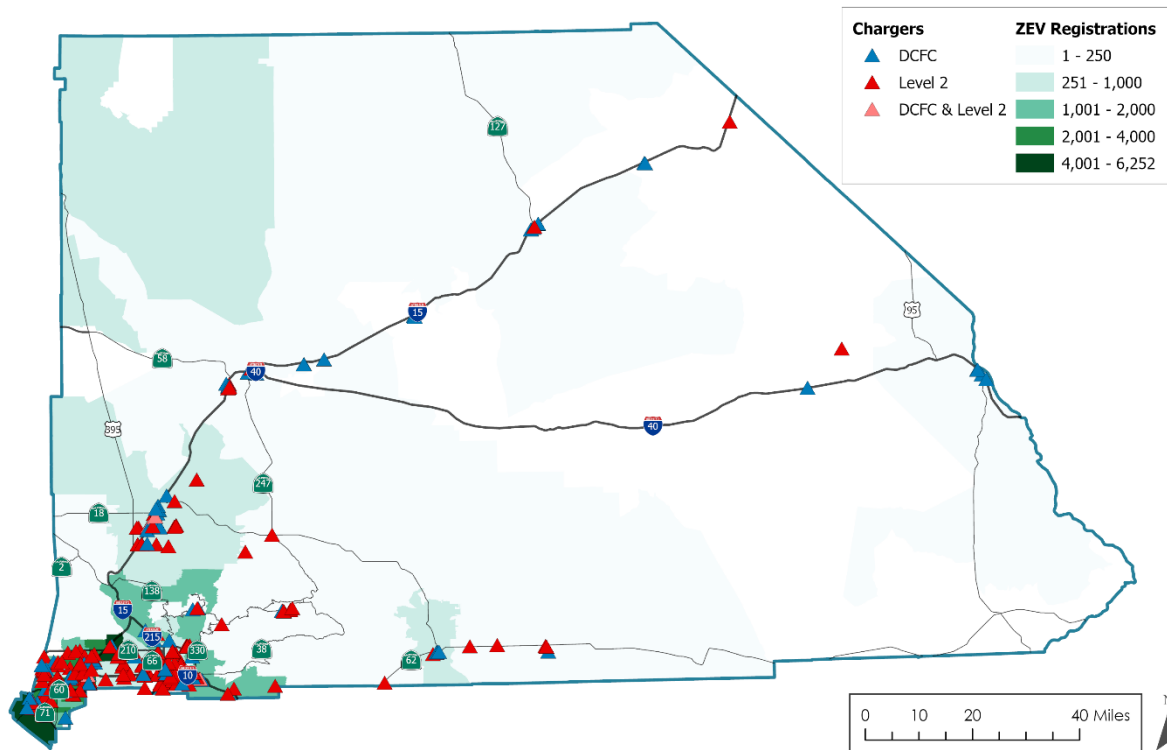 Chargers
DCFC
Level 2
DCFC & Level 2
ZEV Registrations
1 - 250
251 - 1,000
1,001 - 2,000
2,001 - 4,000
4,001 - 6,252
127
15
95
58
40
40
395
247
18
2
138
15
215
210
66
330
38
62
10
60
71
0 10 20 40 Miles